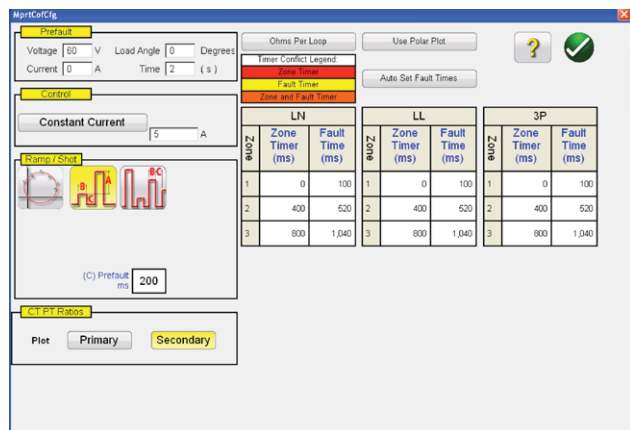 MprtCofCfg
Prefault
Voltage 60 V Load Angle 0 Degrees
Current 0 A Time 2 ( s )
Control
Constant Current
5 A
Ramp / Shot
B C A
BC
(C) Prefault ms 200
CT PT Ratios
Plot Primary Secondary
Ohms Per Loop
Use Polar Plot
?
Timer Conflict Legend:
Zone Timer
Fault Timer
Zone and Fault Timer
Auto Set Fault Times
LN LL 3P
Zone Zone Timer (ms) Fault Time (ms) Zone Zone Timer (ms) Fault Time (ms) Zone Zone Timer (ms) Fault Time (ms)
1 0 100 1 0 100 1 0 100
2 400 520 2 400 520 2 400 520
3 800 1,040 3 800 1,040 3 800 1,040